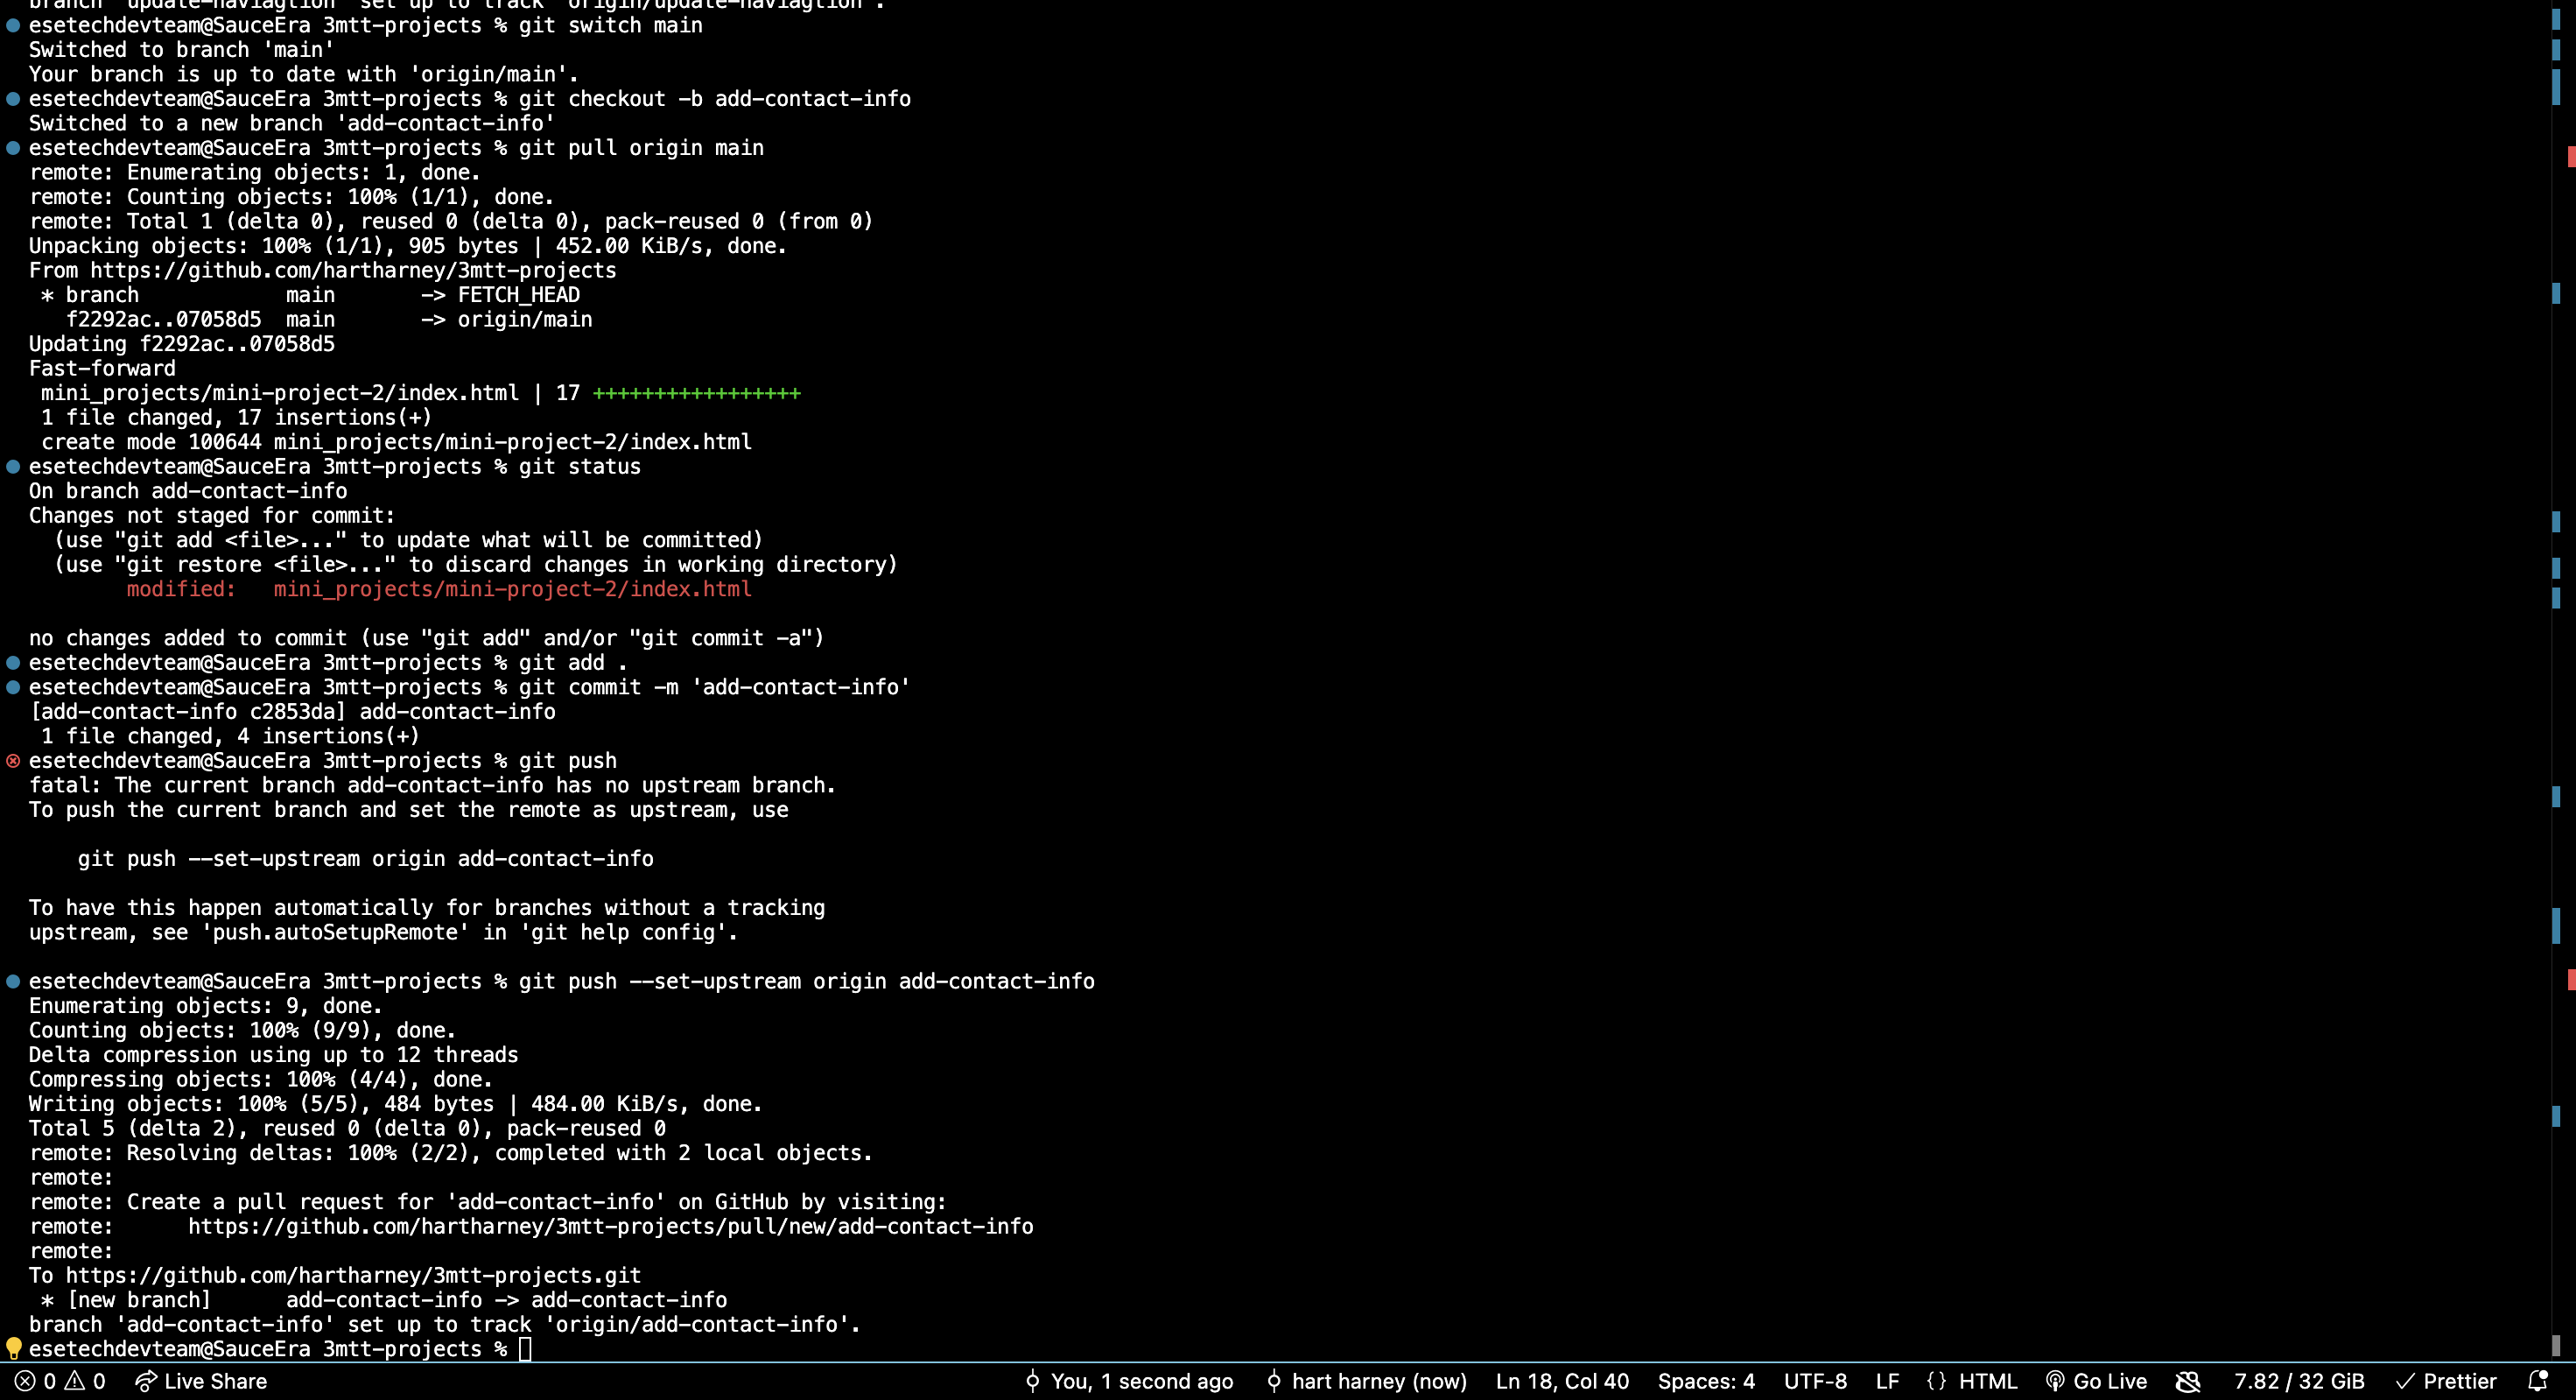 branch 'update-naviagtion' set up to track 'origin/update-naviagtion'.
esetechdevteam@SauceEra 3mtt-projects % git switch main
Switched to branch 'main'
Your branch is up to date with 'origin/main'.
esetechdevteam@SauceEra 3mtt-projects % git checkout -b add-contact-info
Switched to a new branch 'add-contact-info'
esetechdevteam@SauceEra 3mtt-projects % git pull origin main
remote: Enumerating objects: 1, done.
remote: Counting objects: 100% (1/1), done.
remote: Total 1 (delta 0), reused 0 (delta 0), pack-reused 0 (from 0)
Unpacking objects: 100% (1/1), 905 bytes | 452.00 KiB/s, done.
From https://github.com/hartharney/3mtt-projects
 * branch            main       -> FETCH_HEAD
   f2292ac..07058d5  main       -> origin/main
Updating f2292ac..07058d5
Fast-forward
 mini_projects/mini-project-2/index.html | 17 +++++++++++++++++
 1 file changed, 17 insertions(+)
 create mode 100644 mini_projects/mini-project-2/index.html
esetechdevteam@SauceEra 3mtt-projects % git status
On branch add-contact-info
Changes not staged for commit:
  (use "git add <file>..." to update what will be committed)
  (use "git restore <file>..." to discard changes in working directory)
        modified:   mini_projects/mini-project-2/index.html
no changes added to commit (use "git add" and/or "git commit -a")
esetechdevteam@SauceEra 3mtt-projects % git add .
esetechdevteam@SauceEra 3mtt-projects % git commit -m 'add-contact-info'
[add-contact-info c2853da] add-contact-info
 1 file changed, 4 insertions(+)
esetechdevteam@SauceEra 3mtt-projects % git push
fatal: The current branch add-contact-info has no upstream branch.
To push the current branch and set the remote as upstream, use
    git push --set-upstream origin add-contact-info
To have this happen automatically for branches without a tracking
upstream, see 'push.autoSetupRemote' in 'git help config'.
esetechdevteam@SauceEra 3mtt-projects % git push --set-upstream origin add-contact-info
Enumerating objects: 9, done.
Counting objects: 100% (9/9), done.
Delta compression using up to 12 threads
Compressing objects: 100% (4/4), done.
Writing objects: 100% (5/5), 484 bytes | 484.00 KiB/s, done.
Total 5 (delta 2), reused 0 (delta 0), pack-reused 0
remote: Resolving deltas: 100% (2/2), completed with 2 local objects.
remote:
remote: Create a pull request for 'add-contact-info' on GitHub by visiting:
remote:      https://github.com/hartharney/3mtt-projects/pull/new/add-contact-info
remote:
To https://github.com/hartharney/3mtt-projects.git
 * [new branch]      add-contact-info -> add-contact-info
branch 'add-contact-info' set up to track 'origin/add-contact-info'.
esetechdevteam@SauceEra 3mtt-projects %
0 0 Live Share You, 1 second ago hart harney (now) Ln 18, Col 40 Spaces: 4 UTF-8 LF {} HTML Go Live 7.82 / 32 GiB Prettier